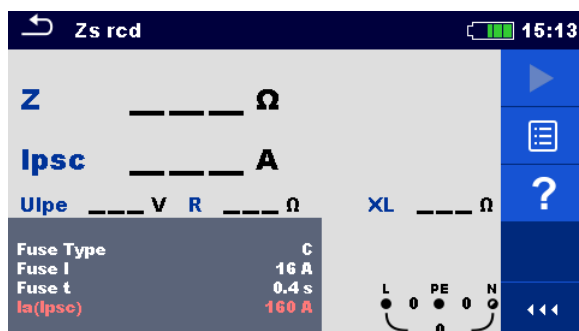 Zs rcd 15:13
Z ___ Ω
Ipsc ___ A
Ulpe ___ V R ___ Ω XL ___ Ω
?
Fuse Type C
Fuse I 16 A
Fuse t 0.4 s
Ia(Ipsc) 160 A
L PE N
0 0
0